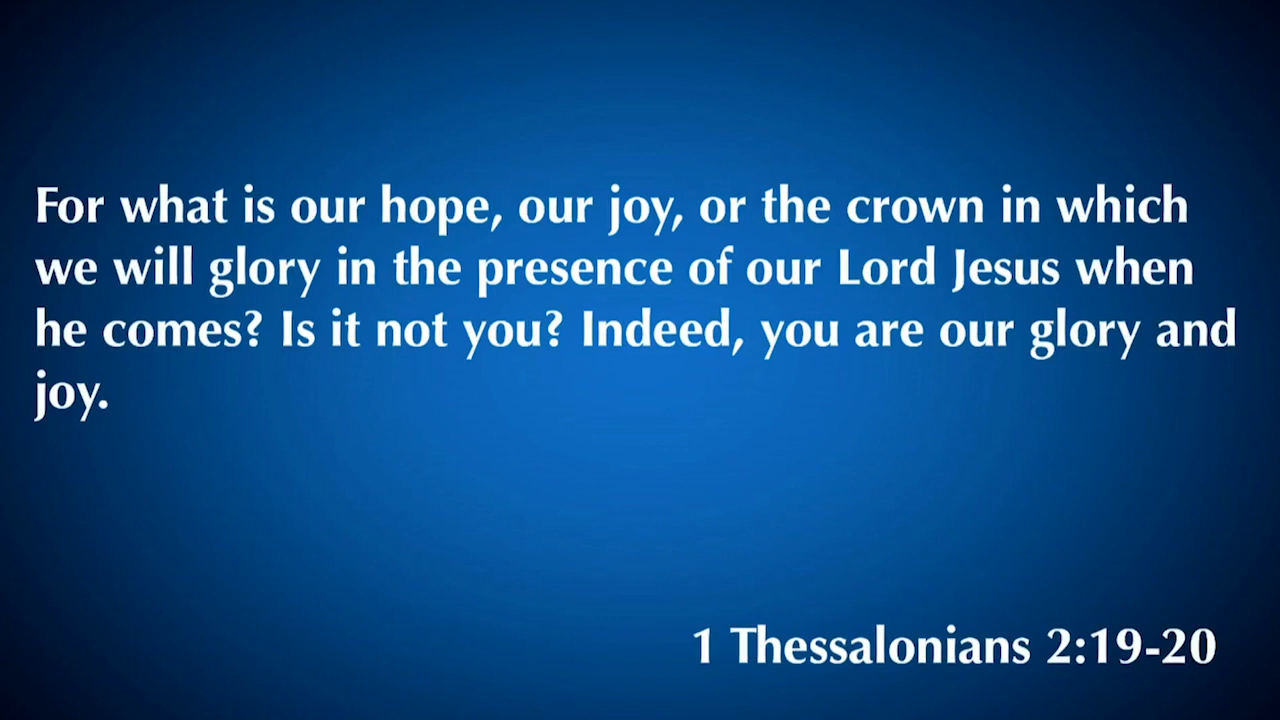 For what is our hope, our joy, or the crown in which
we will glory in the presence of our Lord Jesus when
he comes? Is it not you? Indeed, you are our glory and
joy.
1 Thessalonians 2:19-20